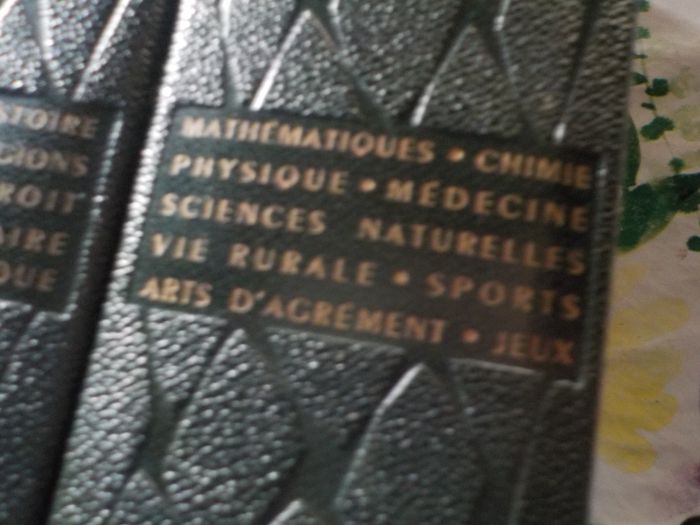 MATHÉMATIQUES • CHIMIE
PHYSIQUE • MÉDECINE
SCIENCES NATURELLES
VIE RURALE • SPORTS
ARTS D'AGRÉMENT • JEUX